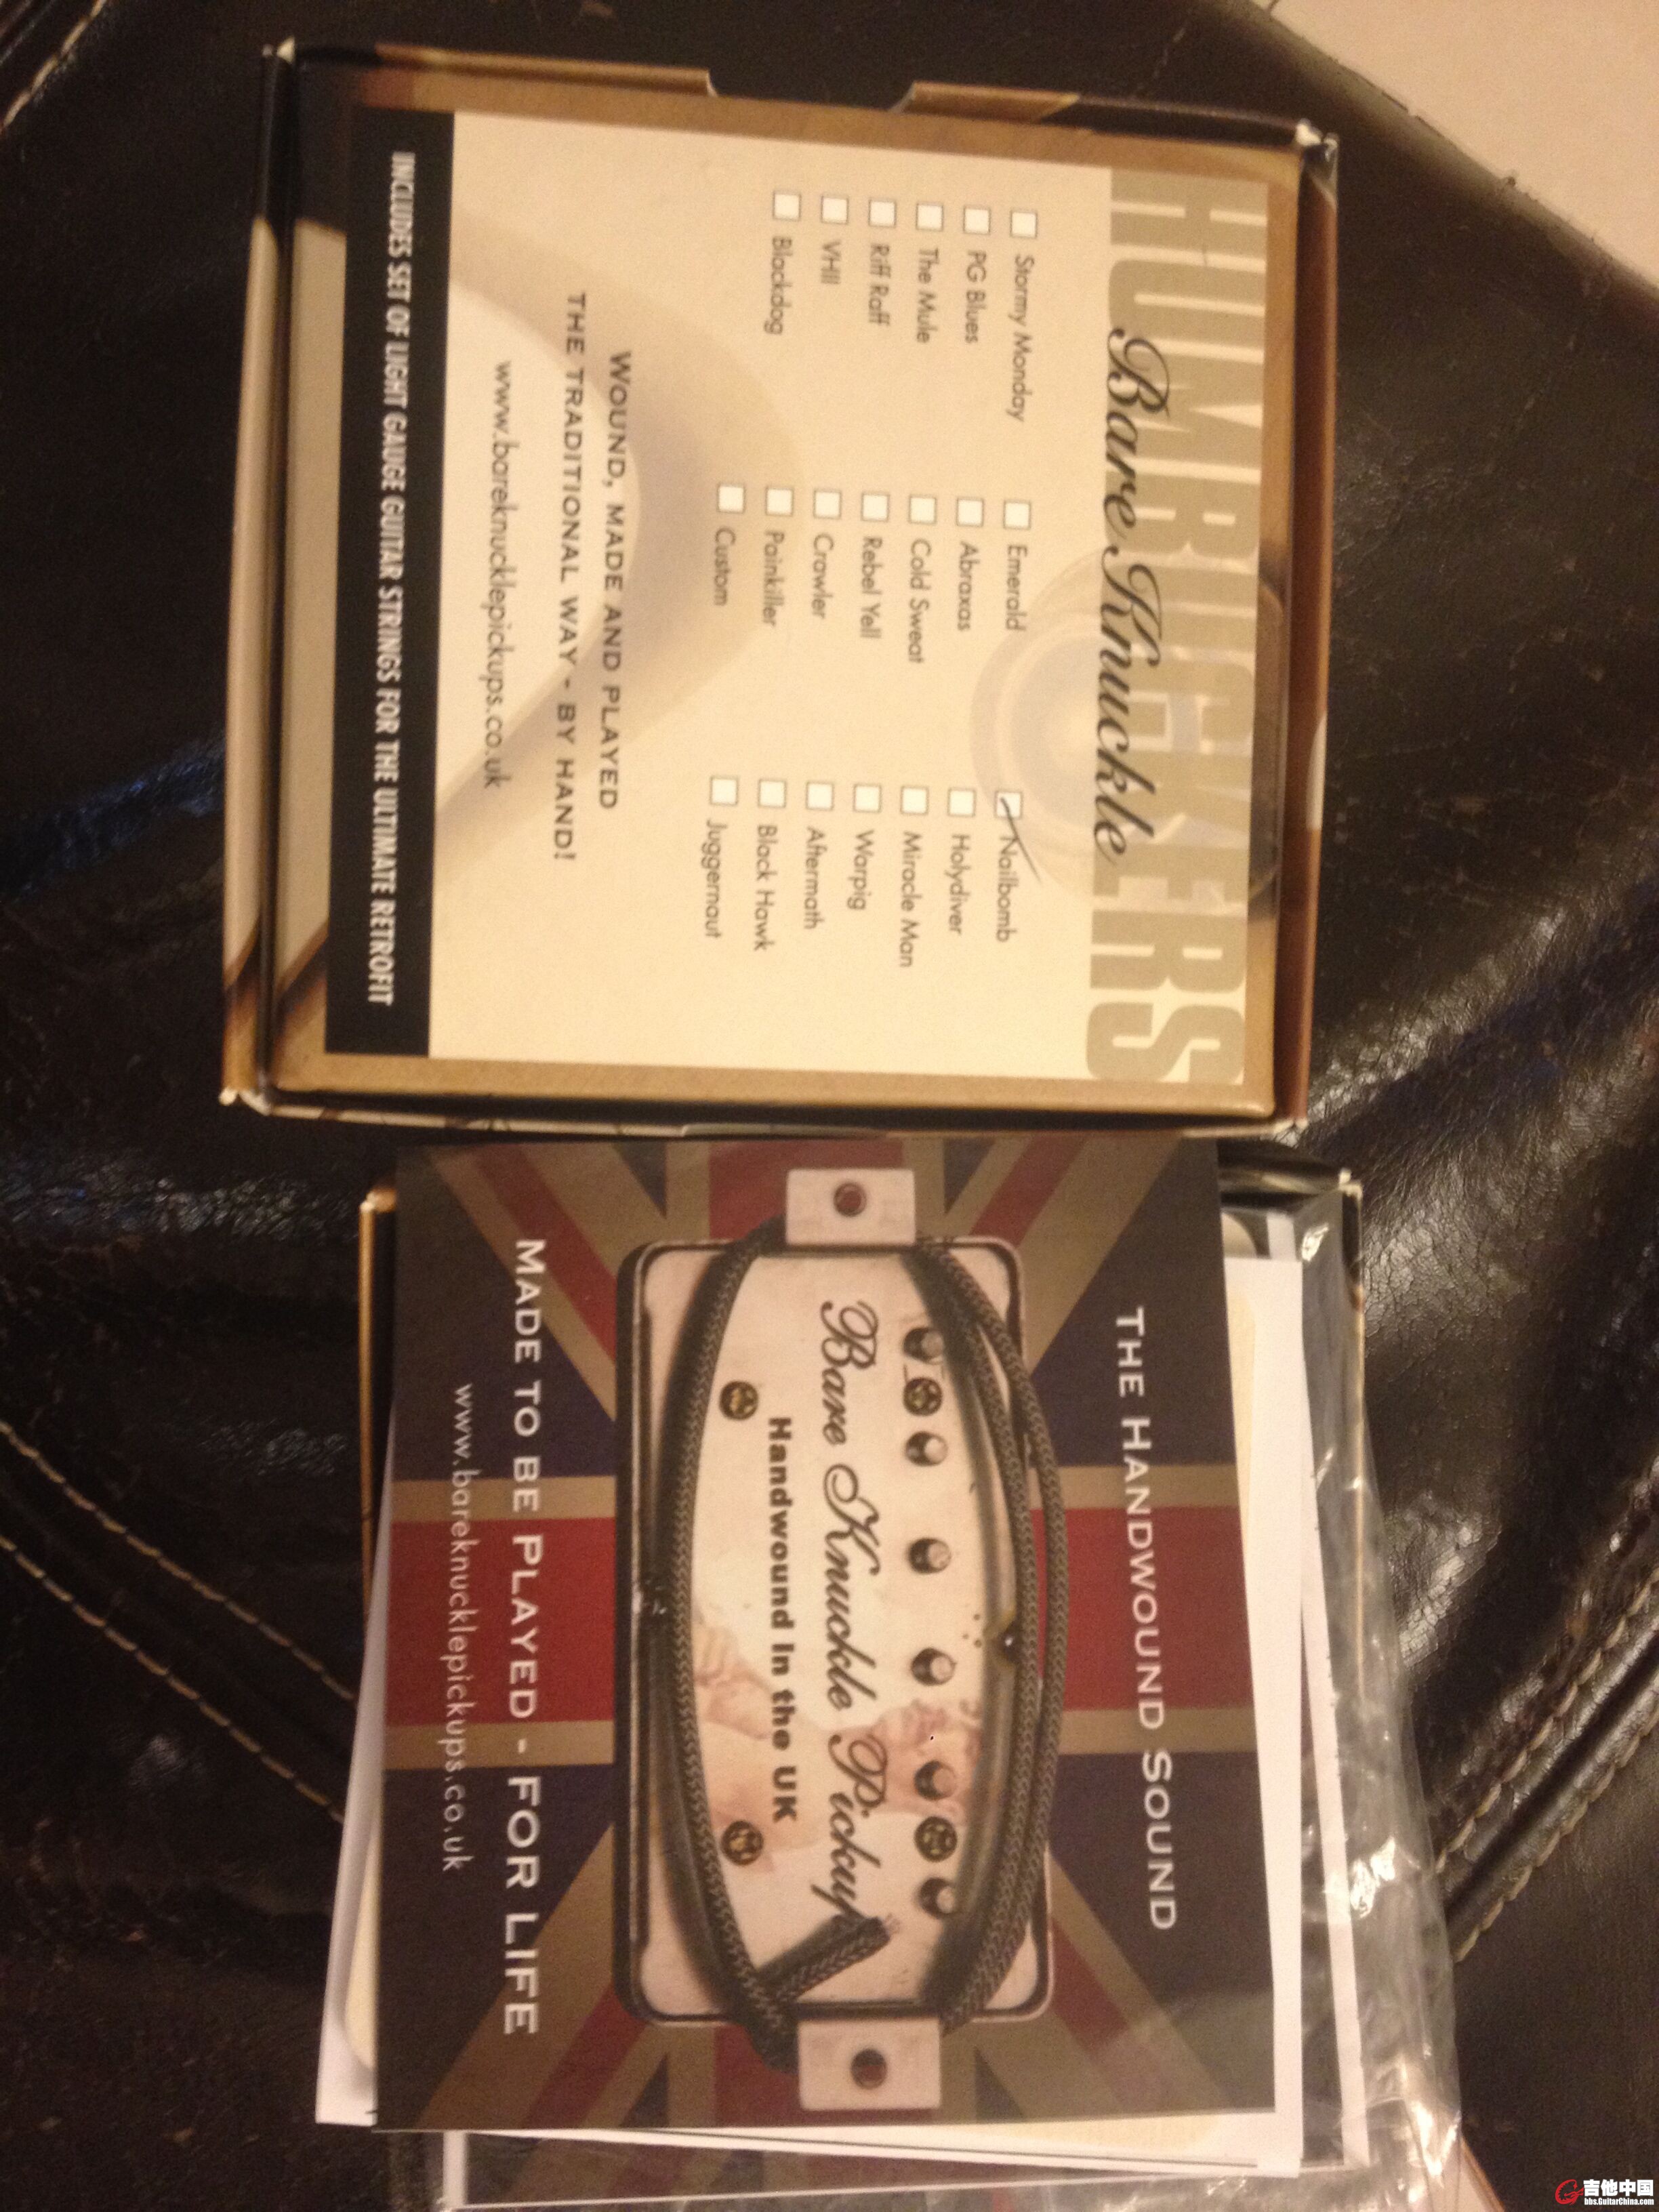 HUMBUCKERS
Bare Knuckle
Stormy Monday
PG Blues
The Mule
Riff Raff
VHII
Blackdog
Emerald
Abraxas
Cold Sweat
Rebel Yell
Crawler
Painkiller
Custom
Nailbomb
Holydiver
Miracle Man
Warpig
Aftermath
Black Hawk
Juggernaut
WOUND, MADE AND PLAYED
THE TRADITIONAL WAY - BY HAND!
www.bareknucklepickups.co.uk
INCLUDES SET OF LIGHT GAUGE GUITAR STRINGS FOR THE ULTIMATE RETROFIT
THE HANDWOUND SOUND
Bare Knuckle Pickup
Handwound In the UK
MADE TO BE PLAYED - FOR LIFE
www.bareknucklepickups.co.uk
吉他中国
bbs.GuitarChina.com